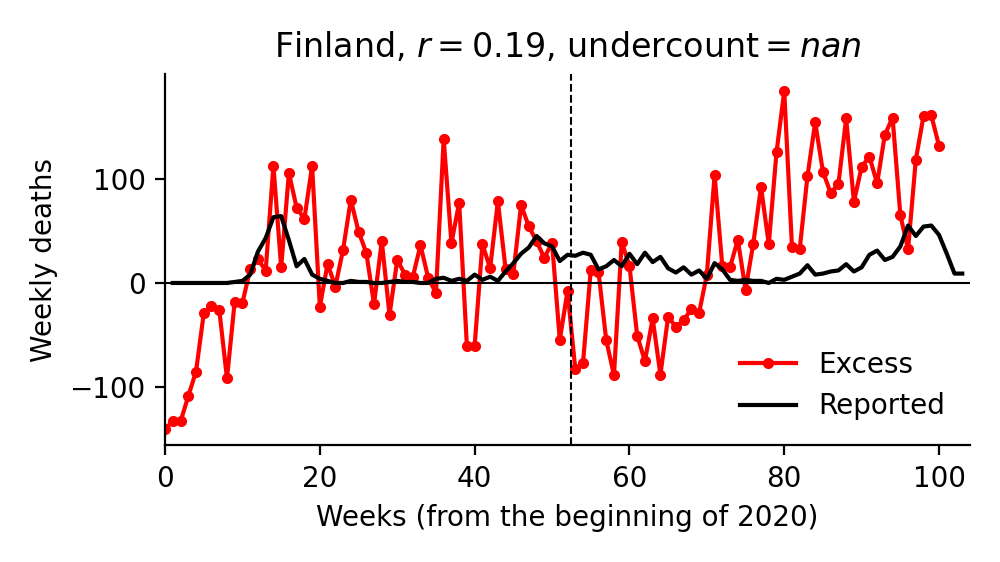 Finland, r = 0.19, undercount = nan
Weekly deaths
100
0
−100
0 20 40 60 80 100
Weeks (from the beginning of 2020)
Excess
Reported